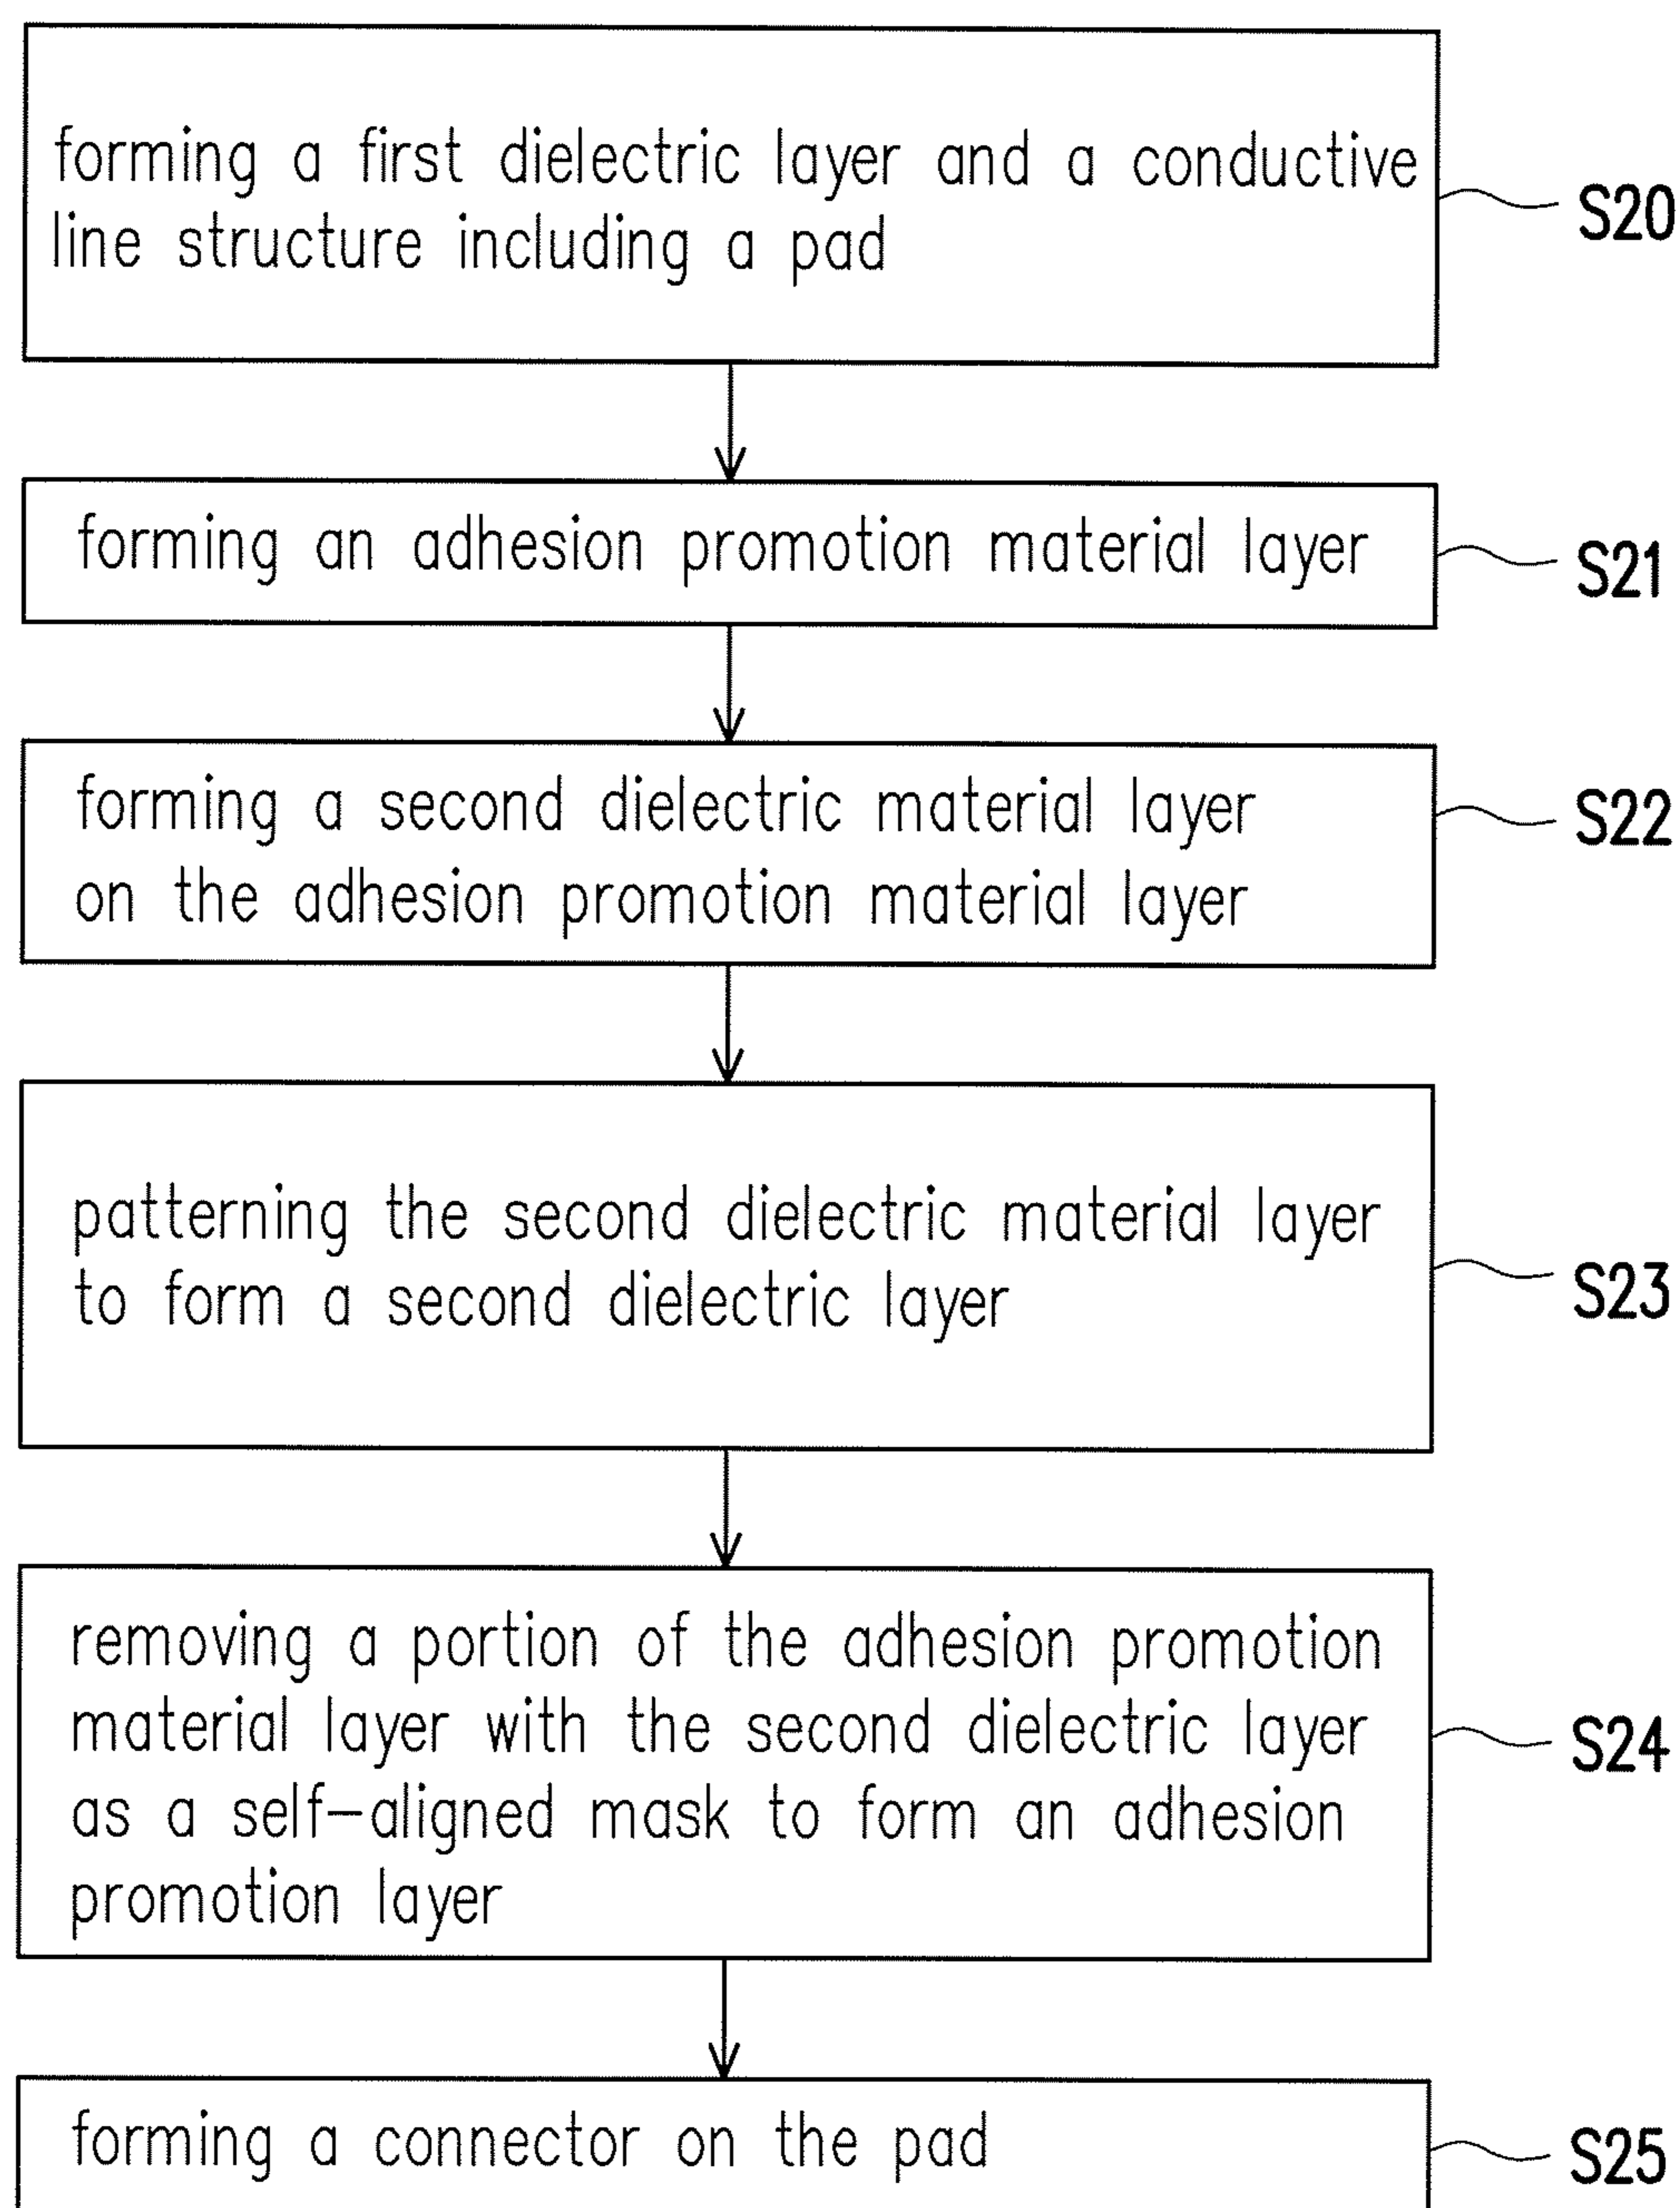 forming a first dielectric layer and a conductive
line structure including a pad
S20
forming an adhesion promotion material layer
S21
forming a second dielectric material layer
on the adhesion promotion material layer
S22
patterning the second dielectric material layer
to form a second dielectric layer
S23
removing a portion of the adhesion promotion
material layer with the second dielectric layer
as a self-aligned mask to form an adhesion
promotion layer
S24
forming a connector on the pad
S25